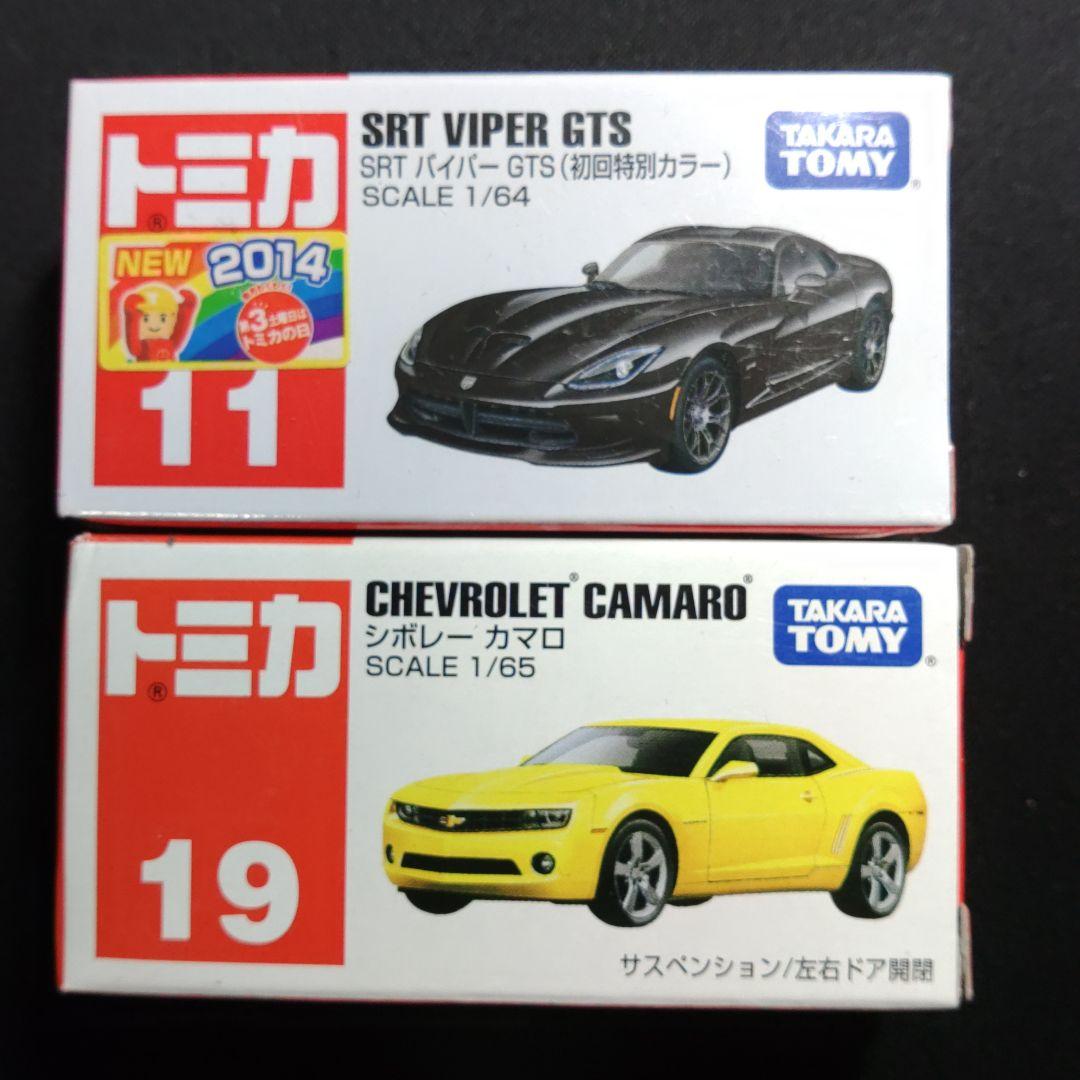 トミカ
®
NEW 2014
第3土曜日は
トミカの日
11
SRT VIPER GTS
SRT バイパー GTS(初回特別カラー)
SCALE 1/64
TAKARA
TOMY
®
トミカ
®
19
CHEVROLET® CAMARO®
シボレー カマロ
SCALE 1/65
TAKARA
TOMY
®
サスペンション/左右ドア開閉